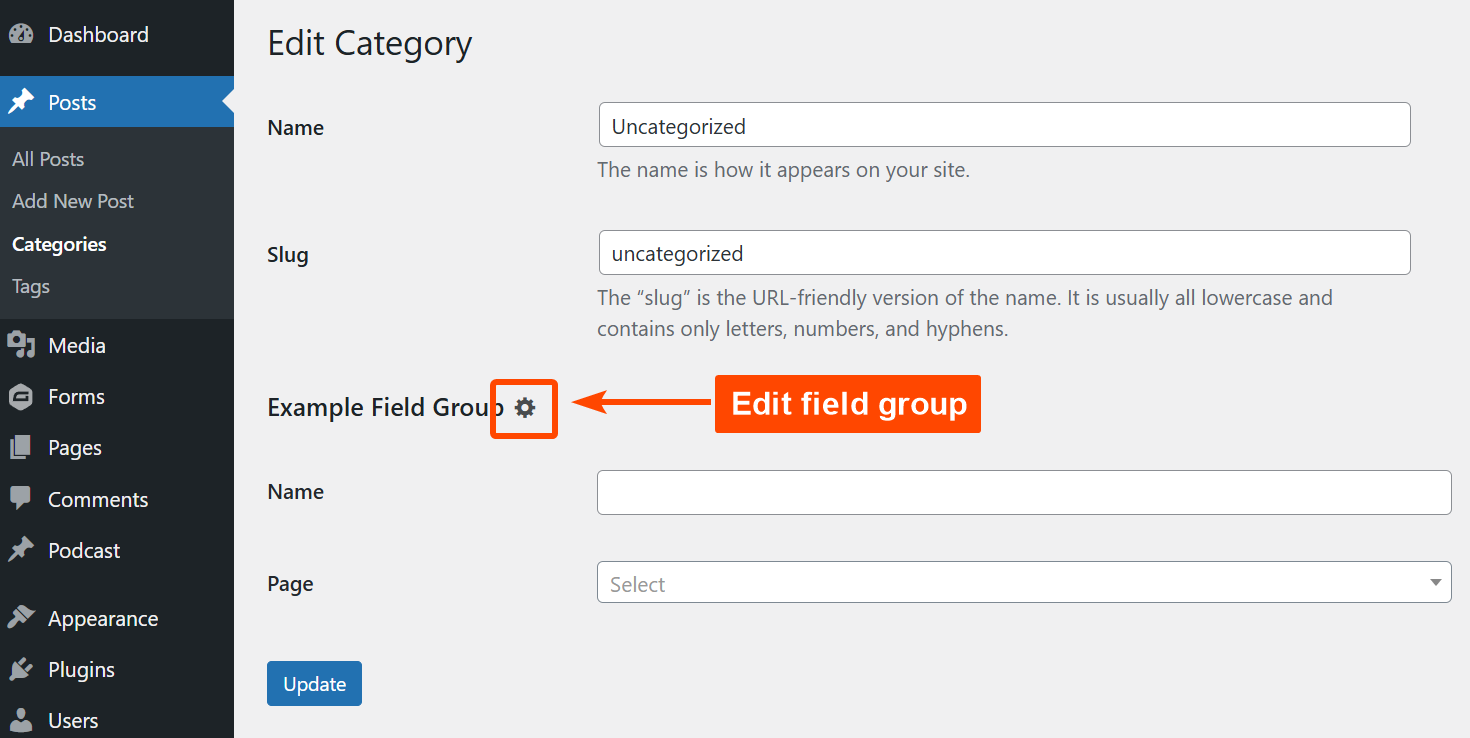 Dashboard
Posts
All Posts
Add New Post
Categories
Tags
Media
Forms
Pages
Comments
Podcast
Appearance
Plugins
Users
Edit Category
Name
Uncategorized
The name is how it appears on your site.
Slug
uncategorized
The “slug” is the URL-friendly version of the name. It is usually all lowercase and
contains only letters, numbers, and hyphens.
Example Field Group
Edit field group
Name
Page
Select
Update